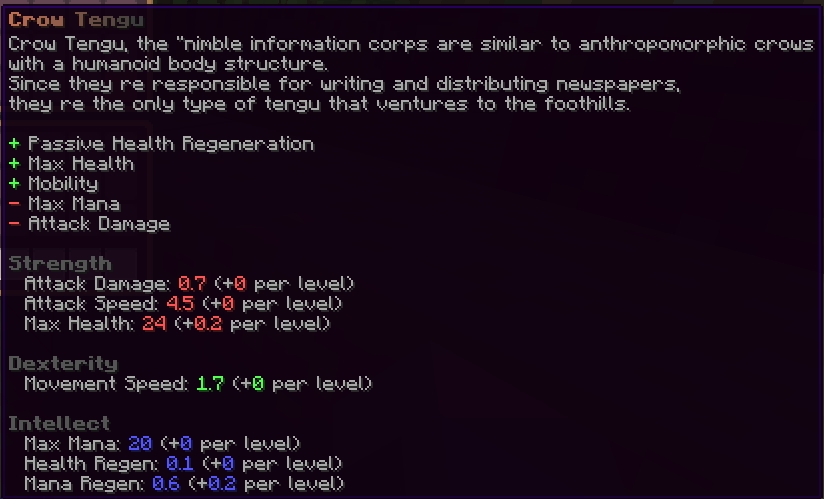 Crow Tengu
Crow Tengu, the "nimble information corps are similar to anthropomorphic crows
with a humanoid body structure.
Since they re responsible for writing and distributing newspapers,
they re the only type of tengu that ventures to the foothills.
+ Passive Health Regeneration
+ Max Health
+ Mobility
- Max Mana
- Attack Damage
Strength
Attack Damage: 0.7 (+0 per level)
Attack Speed: 4.5 (+0 per level)
Max Health: 24 (+0.2 per level)
Dexterity
Movement Speed: 1.7 (+0 per level)
Intellect
Max Mana: 20 (+0 per level)
Health Regen: 0.1 (+0 per level)
Mana Regen: 0.6 (+0.2 per level)